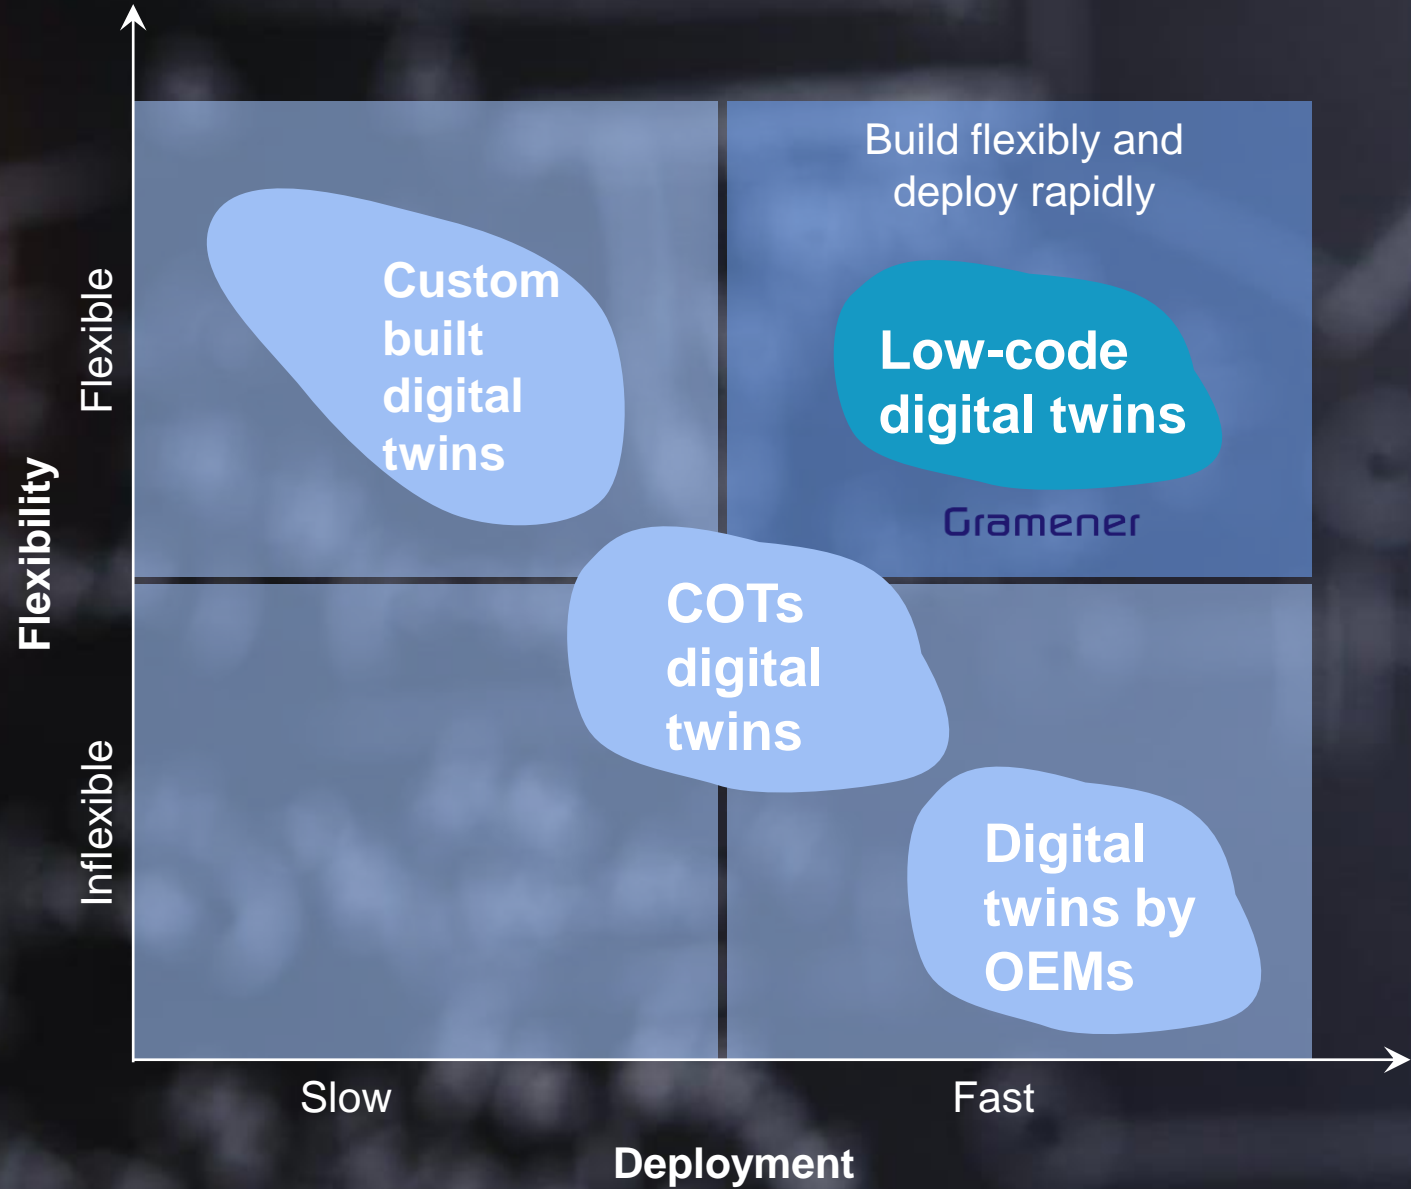 Build flexibly and
deploy rapidly
Custom
built
digital
twins
Low-code
digital twins
Gramener
COTs
digital
twins
Digital
twins by
OEMs
Flexibility
Flexible
Inflexible
Slow
Fast
Deployment